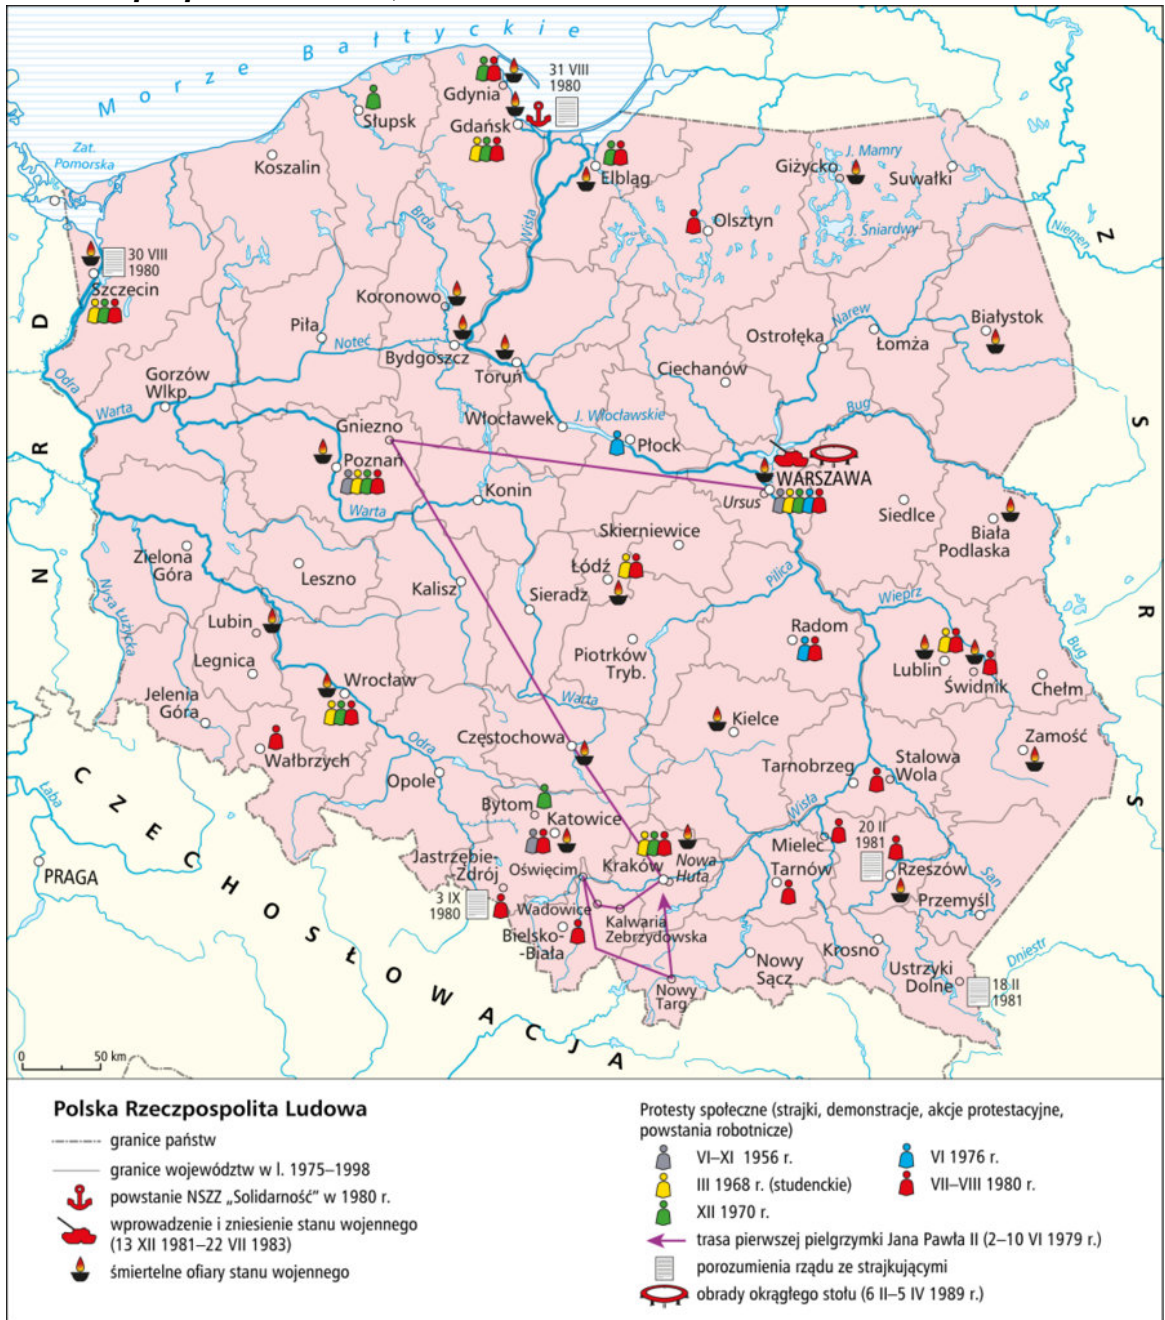 Morze Bałtyckie
31 VIII
1980
Gdynia
Słupsk
Gdańsk
Zat.
Pomorska
Koszalin
Elbląg
Giżycko
J. Mamry
Suwałki
Olsztyn
J. Śniardwy
Niemen
Brda
Wisła
30 VIII
1980
Szczecin
Koronowo
Piła
Noteć
Bydgoszcz
Toruń
Ostrołęka
Narew
Łomża
Białystok
Ciechanów
Odra
Gorzów
Wlkp.
Warta
Gniezno
Włocławek
J. Włocławskie
Płock
Bug
Poznań
WARSZAWA
Ursus
Konin
Warta
Siedlce
Biała
Podlaska
Skierniewice
Zielona
Góra
Leszno
Kalisz
Łódź
Sieradz
Pilica
Nysa Łużycka
Wieprz
Bug
Lubin
Radom
Lublin
Świdnik
Chełm
Legnica
Piotrków
Tryb.
Wrocław
Jelenia
Góra
Warta
Kielce
Zamość
Wałbrzych
Odra
Częstochowa
Tarnobrzeg
Stalowa
Wola
Opole
Łaba
Bytom
Katowice
Wisła
20 II
1981
Mielec
Jastrzębie-
-Zdrój
Oświęcim
Kraków
Nowa
Huta
Tarnów
Rzeszów
San
PRAGA
3 IX
1980
Wadowice
Kalwaria
Zebrzydowska
Przemyśl
Bielsko-
-Biała
Krosno
Dniestr
Nowy
Sącz
Ustrzyki
Dolne
18 II
1981
Nowy
Targ
NRD
ZSRS
CZECHOSŁOWACJA
0 50 km
Polska Rzeczpospolita Ludowa
granice państw
granice województw w l. 1975–1998
powstanie NSZZ „Solidarność” w 1980 r.
wprowadzenie i zniesienie stanu wojennego
(13 XII 1981–22 VII 1983)
śmiertelne ofiary stanu wojennego
Protesty społeczne (strajki, demonstracje, akcje protestacyjne,
powstania robotnicze)
VI–XI 1956 r.
III 1968 r. (studenckie)
XII 1970 r.
VI 1976 r.
VII–VIII 1980 r.
trasa pierwszej pielgrzymki Jana Pawła II (2–10 VI 1979 r.)
porozumienia rządu ze strajkującymi
obrady okrągłego stołu (6 II–5 IV 1989 r.)